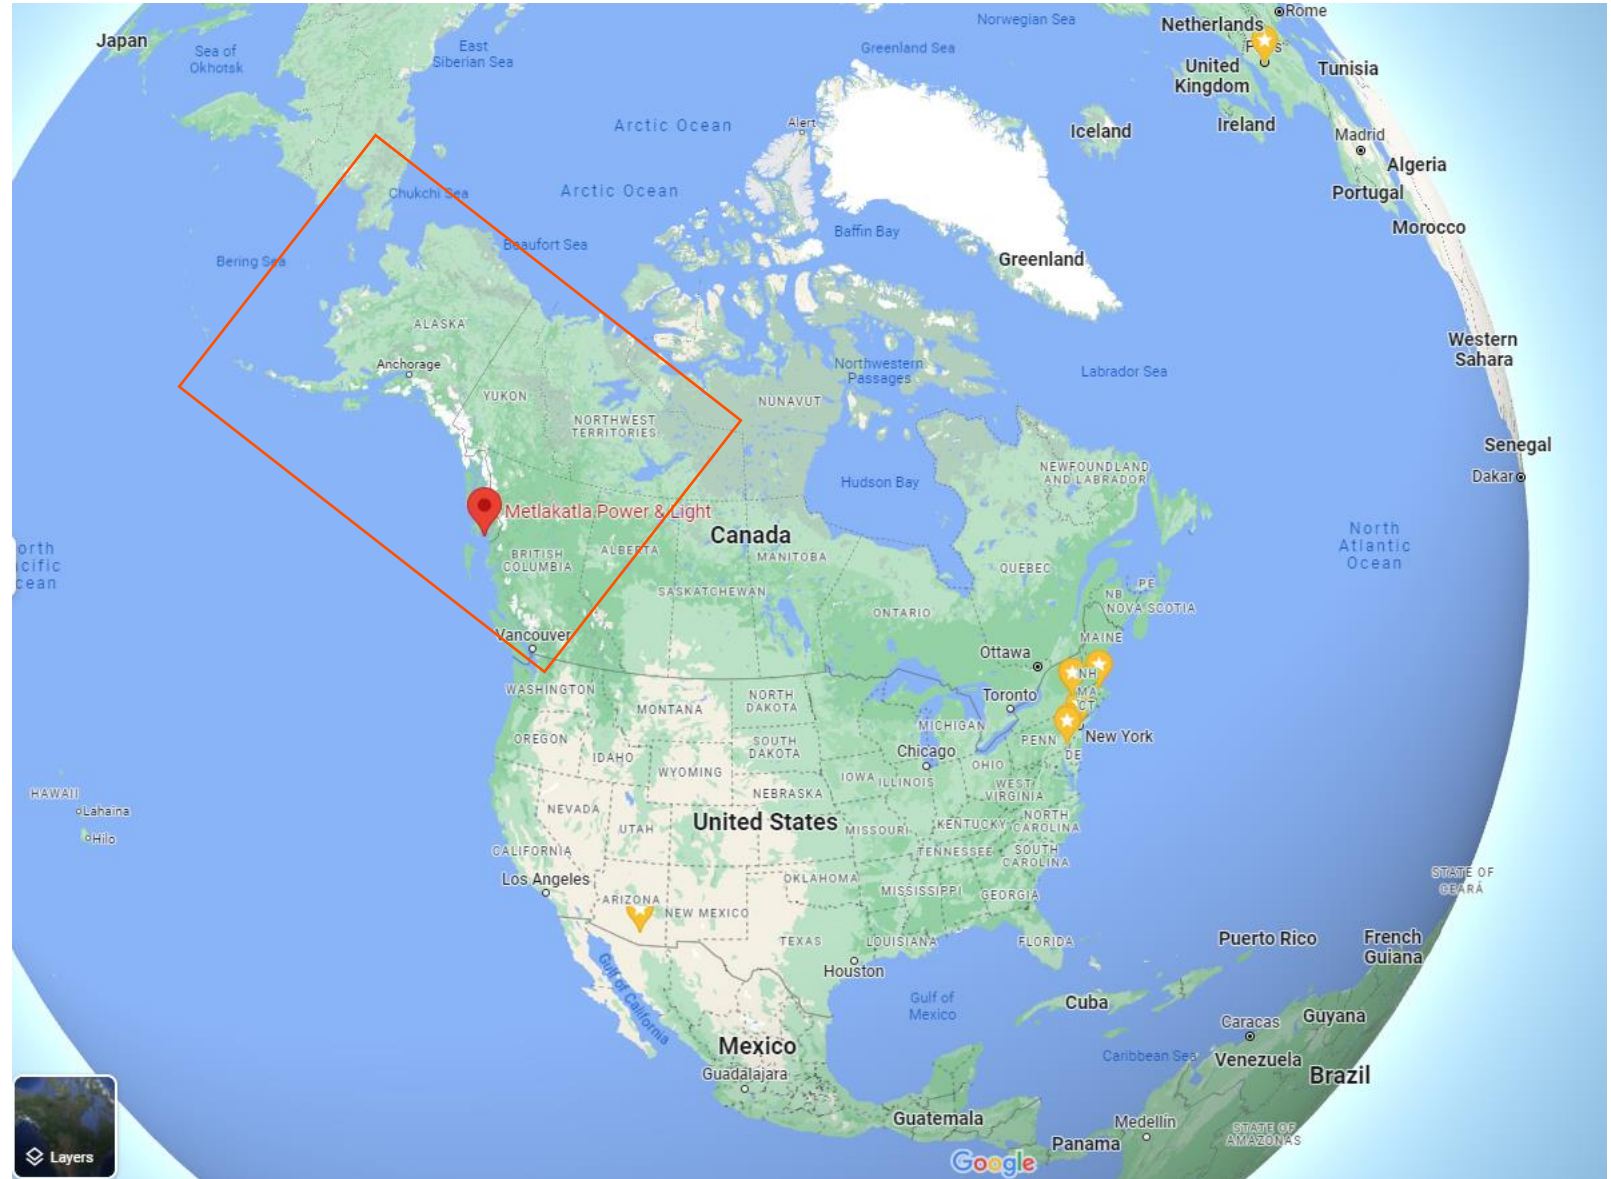 Japan
Sea of
Okhotsk
East
Siberian Sea
Norwegian Sea
Greenland Sea
Netherlands
Rome
United
Kingdom
Tunisia
Arctic Ocean
Alert
Iceland
Ireland
Madrid
Algeria
Portugal
Morocco
Chukchi Sea
Arctic Ocean
Beaufort Sea
Baffin Bay
Bering Sea
Greenland
ALASKA
Anchorage
YUKON
NORTHWEST
TERRITORIES
Northwestern
Passages
NUNAVUT
Labrador Sea
Western
Sahara
Senegal
Dakar
NEWFOUNDLAND
AND LABRADOR
Hudson Bay
Metlakatla Power & Light
Canada
North
Atlantic
Ocean
orth
acific
cean
BRITISH
COLUMBIA
ALBERTA
MANITOBA
SASKATCHEWAN
QUEBEC
ONTARIO
PE
NB
NOVA SCOTIA
Vancouver
MAINE
Ottawa
NH
MA
CT
Toronto
WASHINGTON
MONTANA
NORTH
DAKOTA
MICHIGAN
PENN
New York
OREGON
IDAHO
SOUTH
DAKOTA
Chicago
OHIO
DE
WYOMING
IOWA
ILLINOIS
WEST
VIRGINIA
NEBRASKA
HAWAII
Lahaina
Hilo
NEVADA
UTAH
United States
MISSOURI
KENTUCKY
NORTH
CAROLINA
CALIFORNIA
TENNESSEE
SOUTH
CAROLINA
Los Angeles
OKLAHOMA
ARIZONA
NEW MEXICO
MISSISSIPPI
GEORGIA
STATE OF
CEARÁ
TEXAS
LOUISIANA
FLORIDA
Houston
Puerto Rico
French
Guiana
Gulf of California
Gulf of
Mexico
Cuba
Caracas
Guyana
Mexico
Guadalajara
Caribbean Sea
Venezuela
Brazil
Guatemala
Medellín
Panama
STATE OF
AMAZONAS
Layers
Google